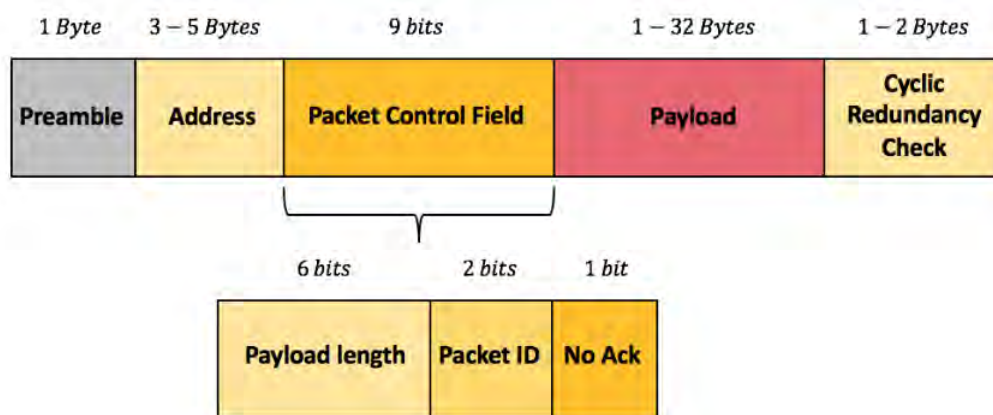 1 Byte 3 – 5 Bytes 9 bits 1 – 32 Bytes 1 – 2 Bytes
Preamble Address Packet Control Field Payload Cyclic Redundancy Check
6 bits 2 bits 1 bit
Payload length Packet ID No Ack